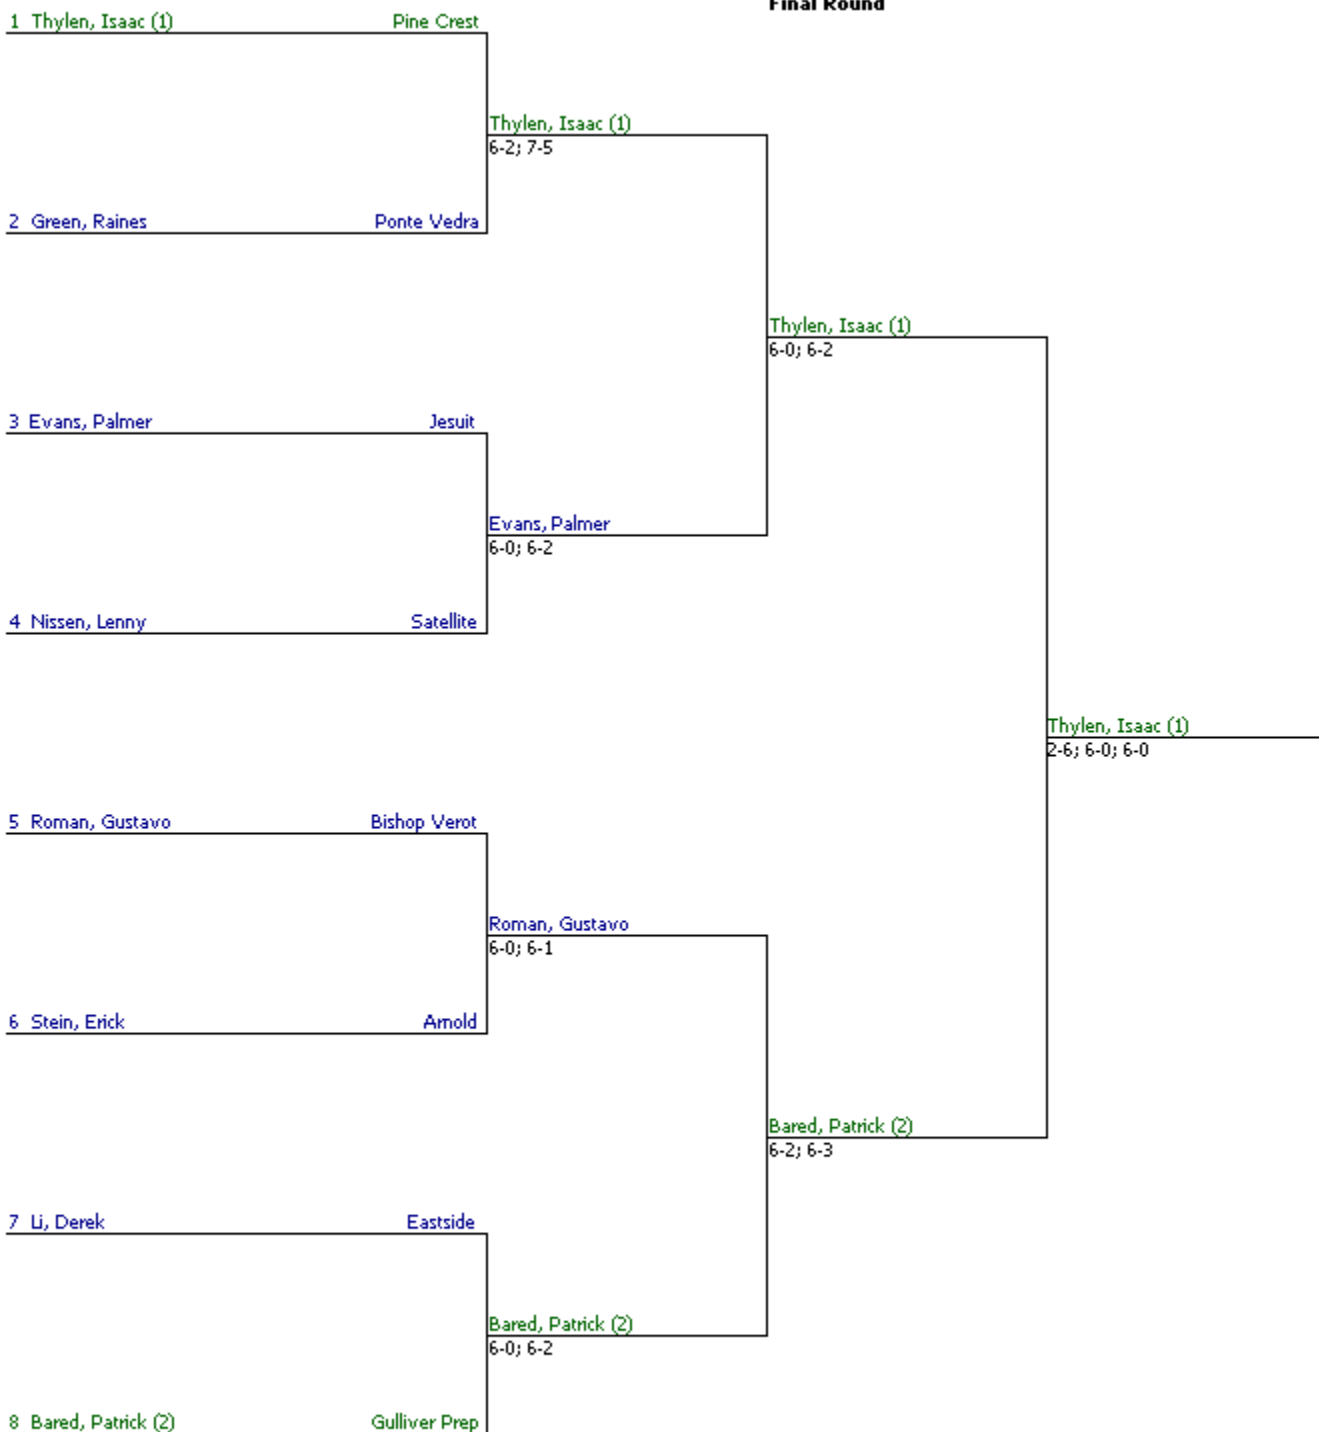 Final Round
1 Thylen, Isaac (1) Pine Crest
Thylen, Isaac (1)
6-2; 7-5
2 Green, Raines Ponte Vedra
Thylen, Isaac (1)
6-0; 6-2
3 Evans, Palmer Jesuit
Evans, Palmer
6-0; 6-2
4 Nissen, Lenny Satellite
Thylen, Isaac (1)
2-6; 6-0; 6-0
5 Roman, Gustavo Bishop Verot
Roman, Gustavo
6-0; 6-1
6 Stein, Erick Arnold
Bared, Patrick (2)
6-2; 6-3
7 Li, Derek Eastside
Bared, Patrick (2)
6-0; 6-2
8 Bared, Patrick (2) Gulliver Prep